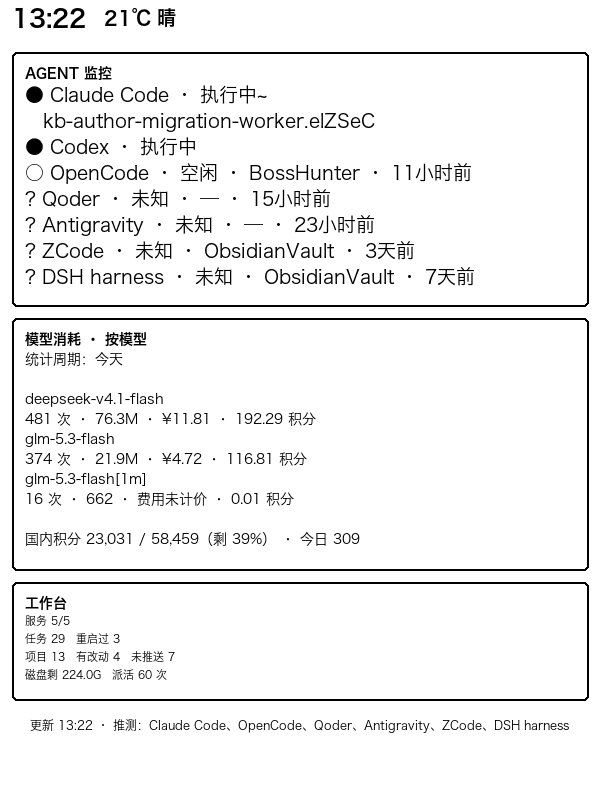 13:22 21℃ 晴
AGENT 监控
● Claude Code · 执行中~
kb-author-migration-worker.elZSeC
● Codex · 执行中
○ OpenCode · 空闲 · BossHunter · 11小时前
? Qoder · 未知 · — · 15小时前
? Antigravity · 未知 · — · 23小时前
? ZCode · 未知 · ObsidianVault · 3天前
? DSH harness · 未知 · ObsidianVault · 7天前
模型消耗 · 按模型
统计周期：今天
deepseek-v4.1-flash
481 次 · 76.3M · ¥11.81 · 192.29 积分
glm-5.3-flash
374 次 · 21.9M · ¥4.72 · 116.81 积分
glm-5.3-flash[1m]
16 次 · 662 · 费用未计价 · 0.01 积分
国内积分 23,031 / 58,459（剩 39%） · 今日 309
工作台
服务 5/5
任务 29 重启过 3
项目 13 有改动 4 未推送 7
磁盘剩 224.0G 派活 60 次
更新 13:22 · 推测：Claude Code、OpenCode、Qoder、Antigravity、ZCode、DSH harness